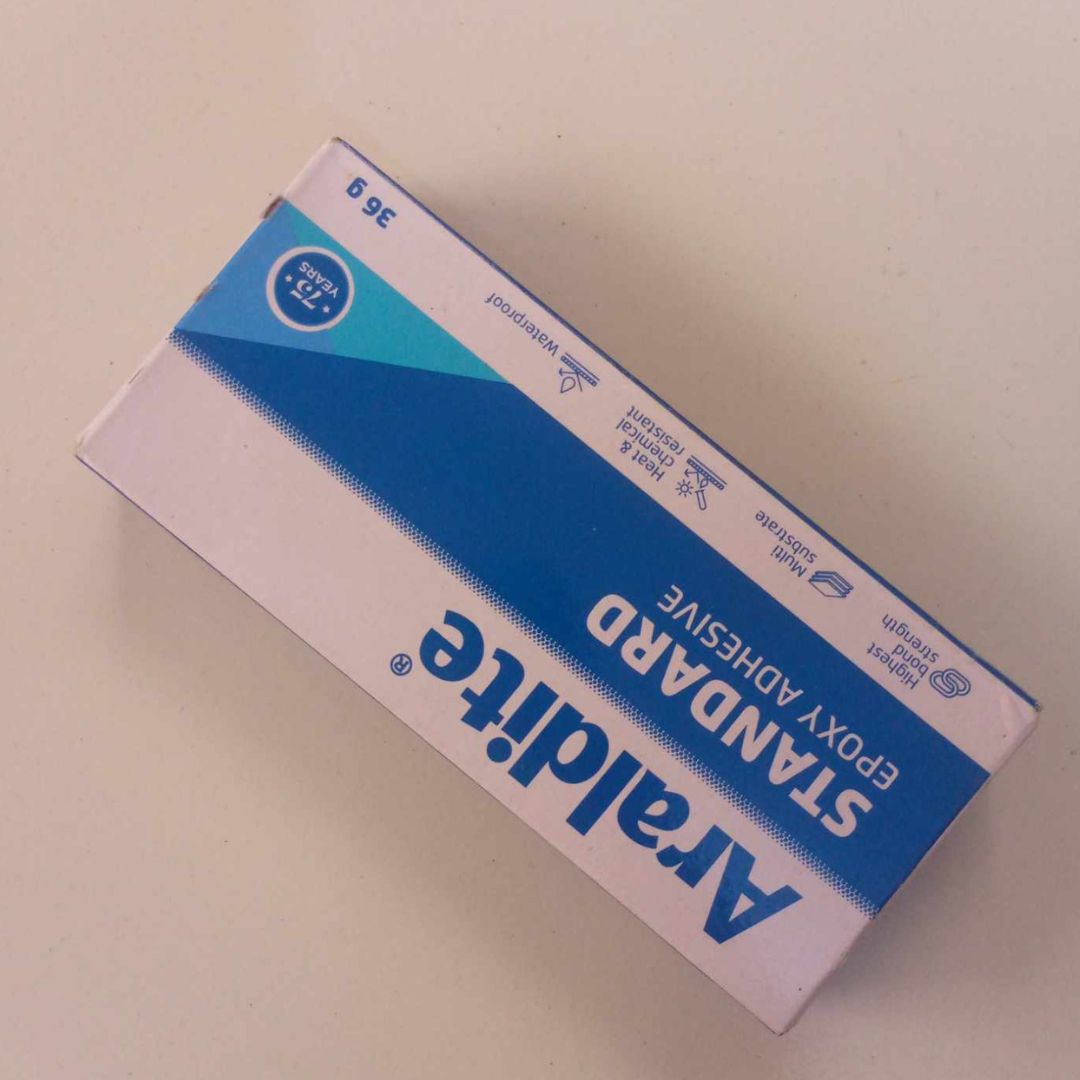 Araldite®
STANDARD
EPOXY ADHESIVE
75
YEARS
Highest
bond
strength
Multi
substrate
Heat &
chemical
resistant
Waterproof
36 g